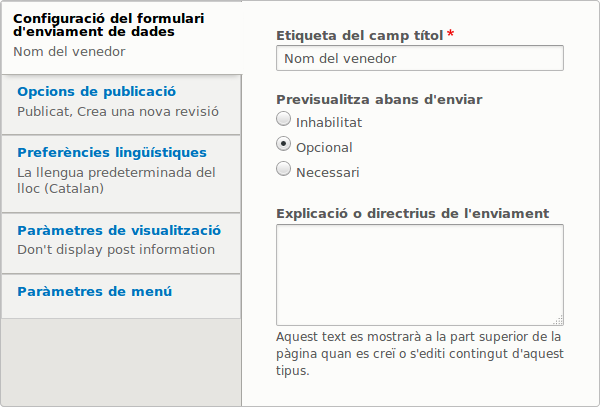 Configuració del formulari
d'enviament de dades
Nom del venedor
Opcions de publicació
Publicat, Crea una nova revisió
Preferències lingüístiques
La llengua predeterminada del
lloc (Catalan)
Paràmetres de visualització
Don't display post information
Paràmetres de menú
Etiqueta del camp títol *
Nom del venedor
Previsualitza abans d'enviar
Inhabilitat
Opcional
Necessari
Explicació o directrius de l'enviament
Aquest text es mostrarà a la part superior de la
pàgina quan es creï o s'editi contingut d'aquest
tipus.